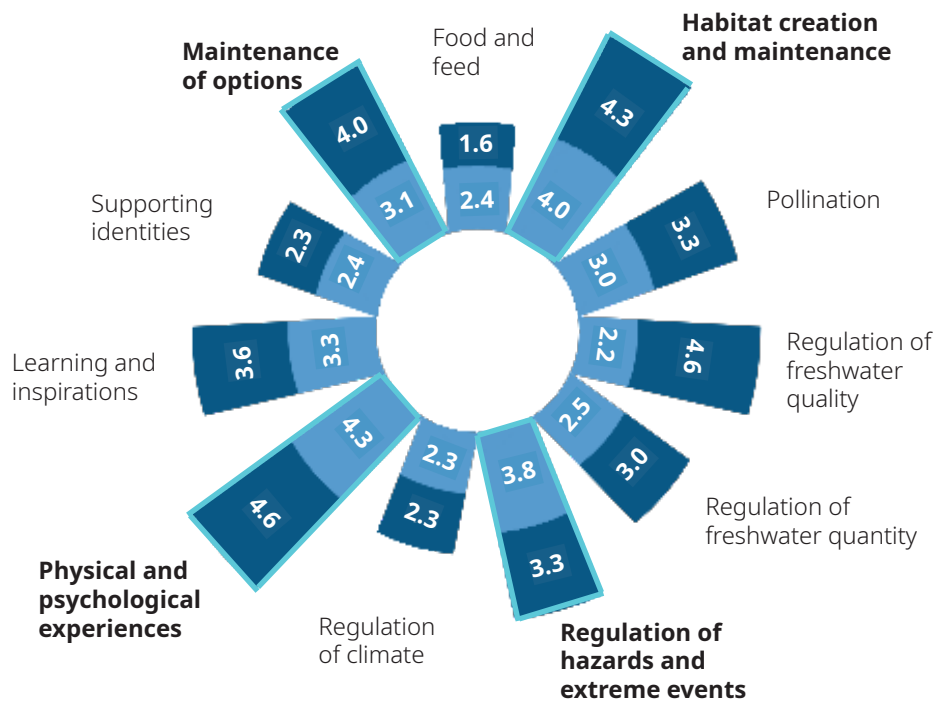 Maintenance
of options
4.0
3.1
Food and
feed
1.6
2.4
Habitat creation
and maintenance
4.3
4.0
Pollination
3.3
3.0
Regulation of
freshwater
quality
2.2
4.6
Regulation of
freshwater quantity
2.5
3.0
Regulation of
hazards and
extreme events
3.8
3.3
Regulation
of climate
2.3
2.3
Physical and
psychological
experiences
4.3
4.6
Learning and
inspirations
3.6
3.3
Supporting
identities
2.3
2.4